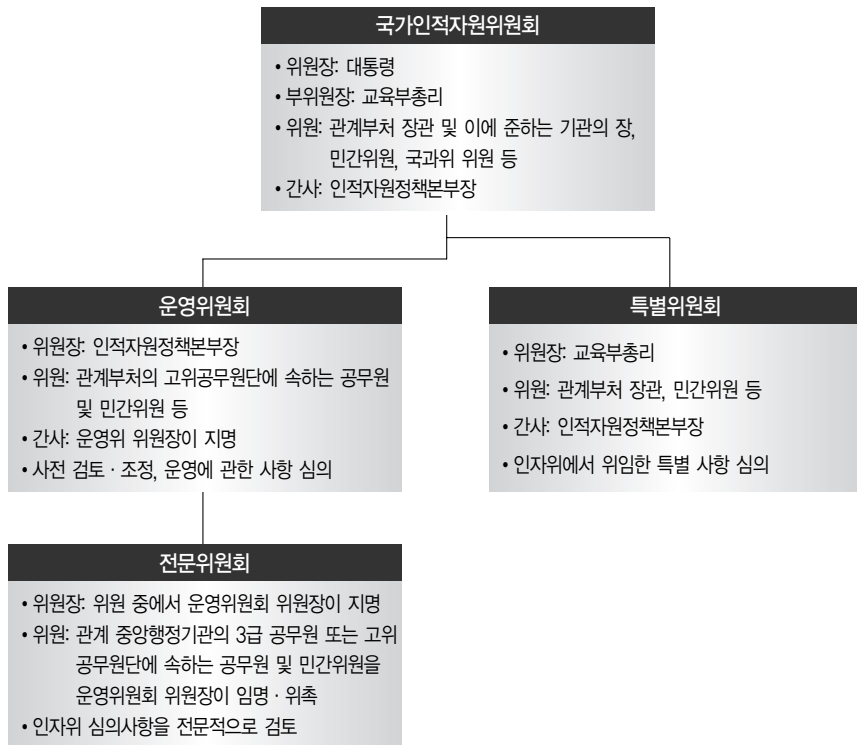 국가인적자원위원회
• 위원장: 대통령
• 부위원장: 교육부총리
• 위원: 관계부처 장관 및 이에 준하는 기관의 장,
민간위원, 국과위 위원 등
• 간사: 인적자원정책본부장
운영위원회
• 위원장: 인적자원정책본부장
• 위원: 관계부처의 고위공무원단에 속하는 공무원
및 민간위원 등
• 간사: 운영위 위원장이 지명
• 사전 검토 · 조정, 운영에 관한 사항 심의
특별위원회
• 위원장: 교육부총리
• 위원: 관계부처 장관, 민간위원 등
• 간사: 인적자원정책본부장
• 인자위에서 위임한 특별 사항 심의
전문위원회
• 위원장: 위원 중에서 운영위원회 위원장이 지명
• 위원: 관계 중앙행정기관의 3급 공무원 또는 고위
공무원단에 속하는 공무원 및 민간위원을
운영위원회 위원장이 임명 · 위촉
• 인자위 심의사항을 전문적으로 검토